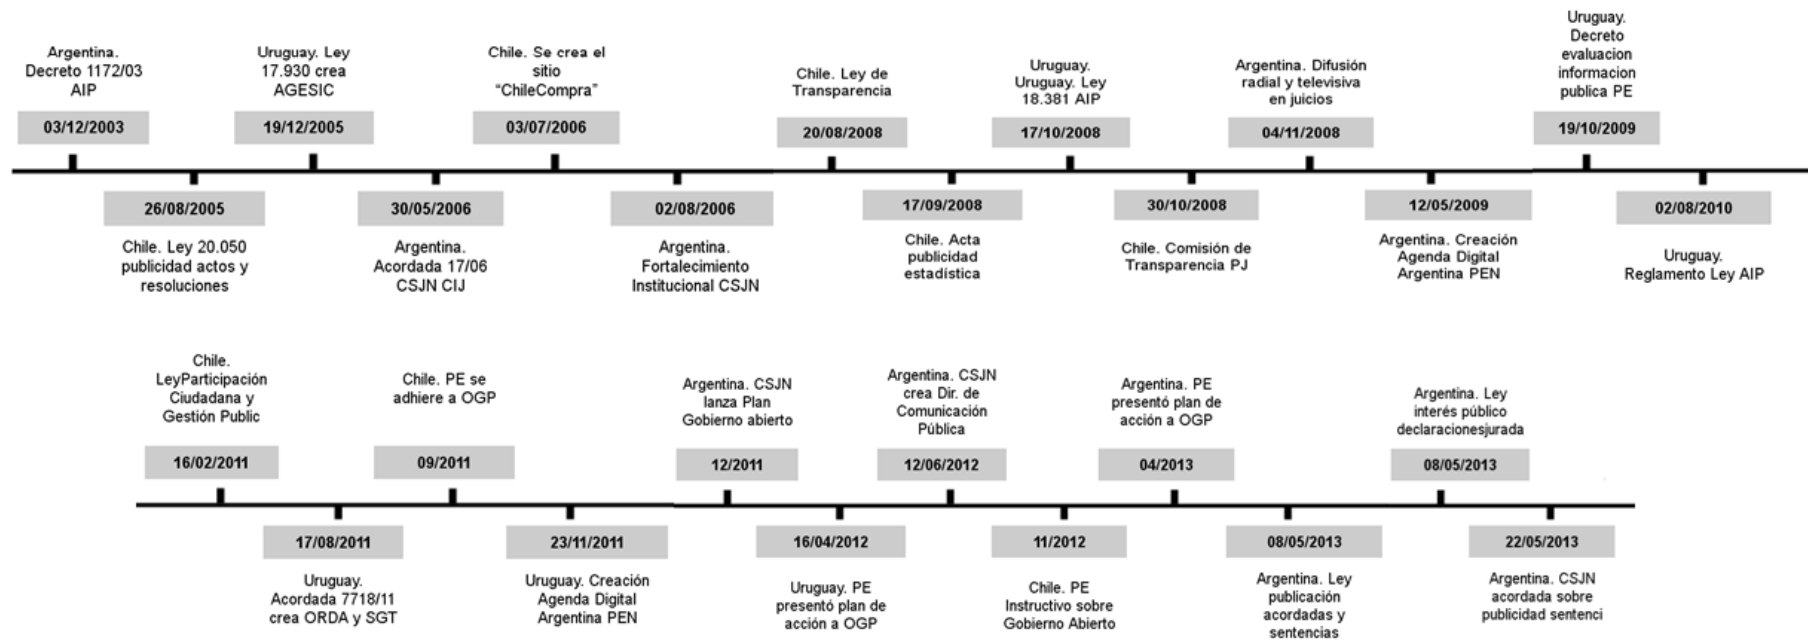 Argentina.
Decreto 1172/03
AIP
03/12/2003
26/08/2005
Chile. Ley 20.050
publicidad actos y
resoluciones
Uruguay. Ley
17.930 crea
AGESIC
19/12/2005
30/05/2006
Argentina.
Acordada 17/06
CSJN CIJ
Chile. Se crea el
sitio
“ChileCompra”
03/07/2006
02/08/2006
Argentina.
Fortalecimiento
Institucional CSJN
Chile. Ley de
Transparencia
20/08/2008
17/09/2008
Chile. Acta
publicidad
estadística
Uruguay.
Uruguay. Ley
18.381 AIP
17/10/2008
30/10/2008
Chile. Comisión de
Transparencia PJ
Argentina. Difusión
radial y televisiva
en juicios
04/11/2008
12/05/2009
Argentina. Creación
Agenda Digital
Argentina PEN
Uruguay.
Decreto
evaluacion
informacion
publica PE
19/10/2009
02/08/2010
Uruguay.
Reglamento Ley AIP
Chile.
LeyParticipación
Ciudadana y
Gestión Public
16/02/2011
17/08/2011
Uruguay.
Acordada 7718/11
crea ORDA y SGT
Chile. PE se
adhiere a OGP
09/2011
23/11/2011
Uruguay. Creación
Agenda Digital
Argentina PEN
Argentina. CSJN
lanza Plan
Gobierno abierto
12/2011
16/04/2012
Uruguay. PE
presentó plan de
acción a OGP
Argentina. CSJN
crea Dir. de
Comunicación
Pública
12/06/2012
11/2012
Chile. PE
Instructivo sobre
Gobierno Abierto
Argentina. PE
presentó plan de
acción a OGP
04/2013
08/05/2013
Argentina. Ley
publicación
acordadas y
sentencias
Argentina. Ley
interés público
declaracionesjurada
08/05/2013
22/05/2013
Argentina. CSJN
acordada sobre
publicidad sentenci